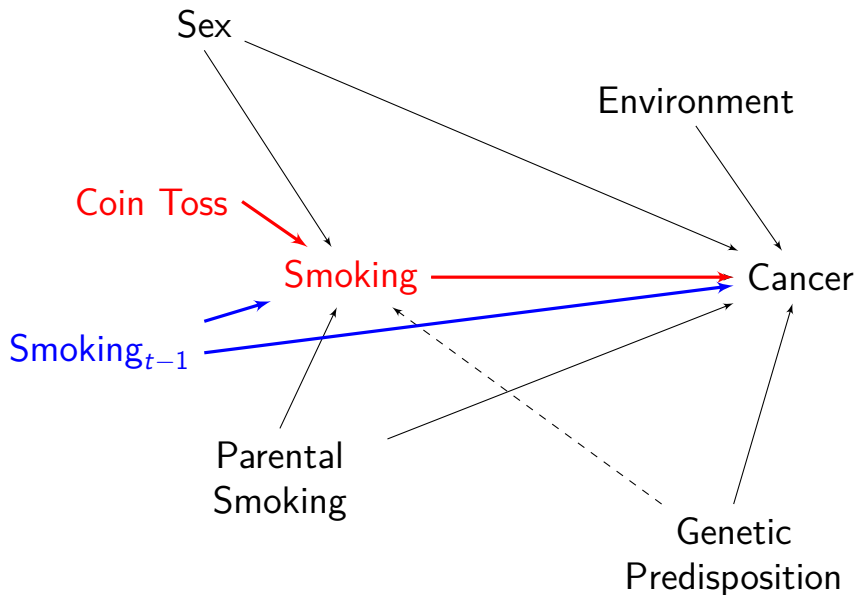 Sex
Environment
Coin Toss
Smoking
Cancer
Smoking$_{t-1}$
Parental
Smoking
Genetic
Predisposition